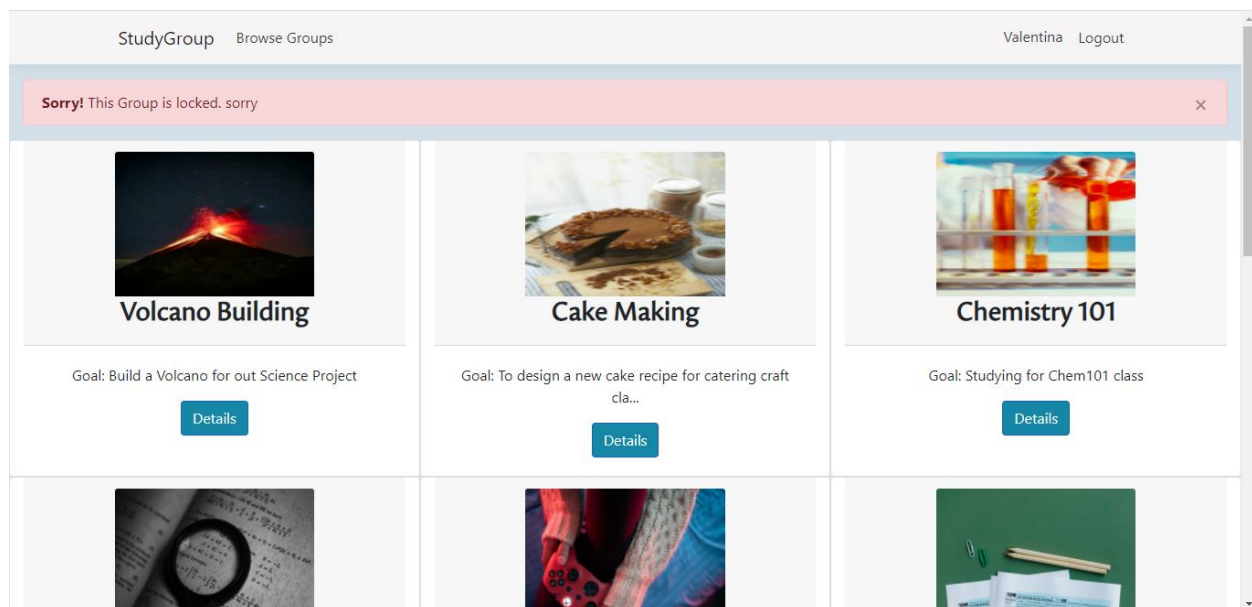 StudyGroup Browse Groups Valentina Logout
Sorry! This Group is locked. sorry ×
Volcano Building
Cake Making
Chemistry 101
Goal: Build a Volcano for out Science Project
Details
Goal: To design a new cake recipe for catering craft
cla...
Details
Goal: Studying for Chem101 class
Details